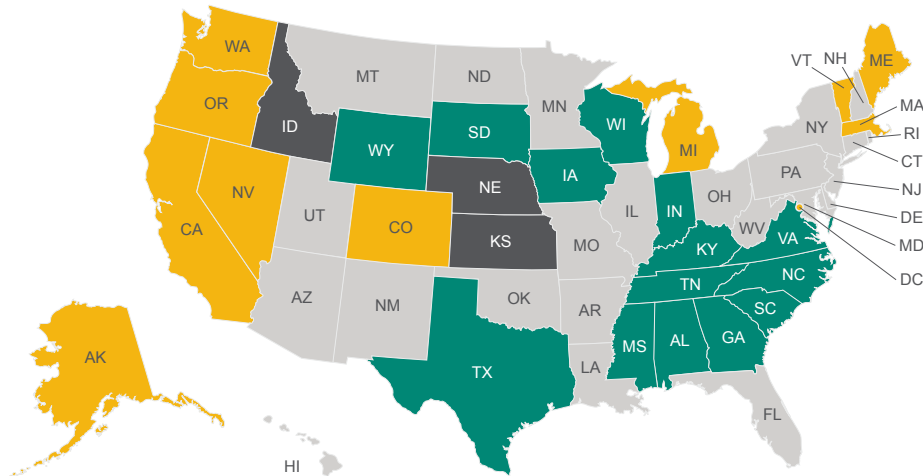 WA
ME
VT
NH
MT
ND
MN
OR
MA
ID
WI
SD
NY
RI
WY
MI
CT
PA
IA
NE
NJ
OH
NV
IL
IN
DE
UT
CO
CA
WV
VA
MD
KS
MO
KY
NC
DC
TN
OK
AZ
NM
AR
SC
MS
AL
GA
AK
LA
TX
FL
HI